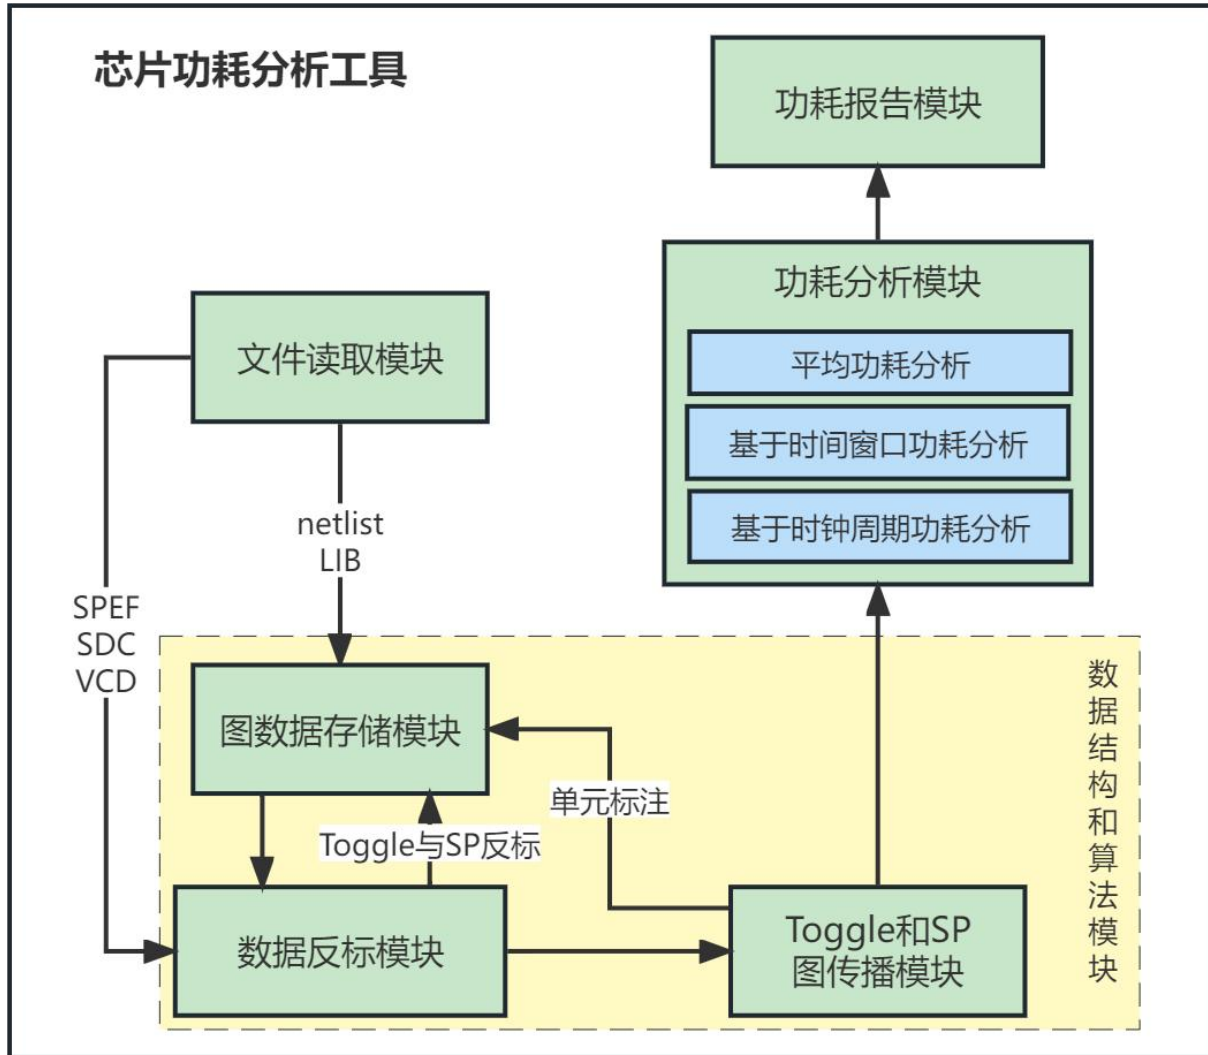 芯片功耗分析工具
功耗报告模块
功耗分析模块
平均功耗分析
基于时间窗口功耗分析
基于时钟周期功耗分析
文件读取模块
netlist
LIB
SPEF
SDC
VCD
图数据存储模块
单元标注
Toggle与SP反标
数据反标模块
Toggle和SP
图传播模块
数据结构和算法模块